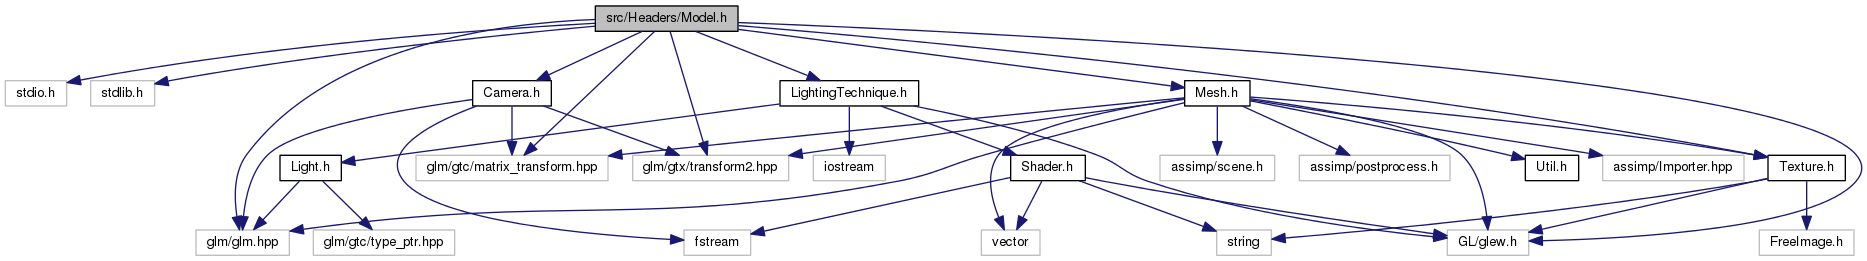 src/Headers/Model.h
stdio.h
stdlib.h
Camera.h
LightingTechnique.h
Mesh.h
Light.h
glm/gtc/matrix_transform.hpp
glm/gtx/transform2.hpp
iostream
Shader.h
assimp/scene.h
assimp/postprocess.h
Util.h
assimp/Importer.hpp
Texture.h
glm/glm.hpp
glm/gtc/type_ptr.hpp
fstream
vector
string
GL/glew.h
FreeImage.h